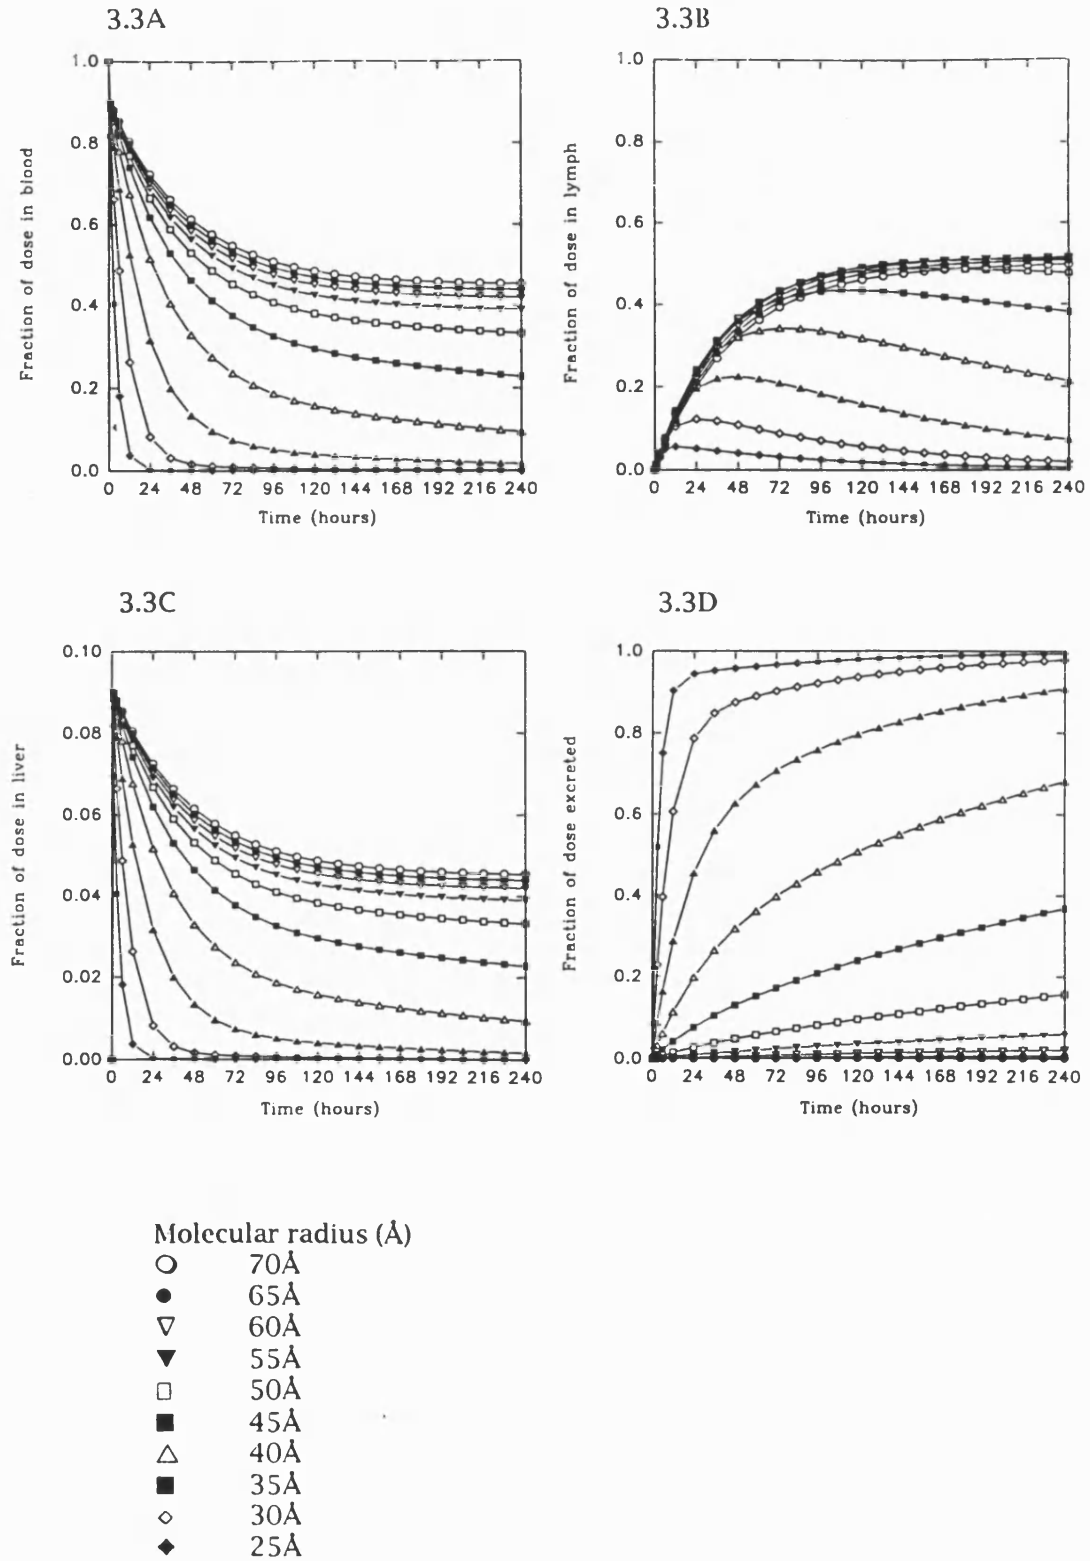 3.3A
Fraction of dose in blood
1.0
0.8
0.6
0.4
0.2
0.0
0 24 48 72 96 120 144 168 192 216 240
Time (hours)
3.3B
Fraction of dose in lymph
1.0
0.8
0.6
0.4
0.2
0.0
0 24 48 72 96 120 144 168 192 216 240
Time (hours)
3.3C
Fraction of dose in liver
0.10
0.08
0.06
0.04
0.02
0.00
0 24 48 72 96 120 144 168 192 216 240
Time (hours)
3.3D
Fraction of dose excreted
1.0
0.8
0.6
0.4
0.2
0.0
0 24 48 72 96 120 144 168 192 216 240
Time (hours)
Molecular radius (Å)
70Å
65Å
60Å
55Å
50Å
45Å
40Å
35Å
30Å
25Å